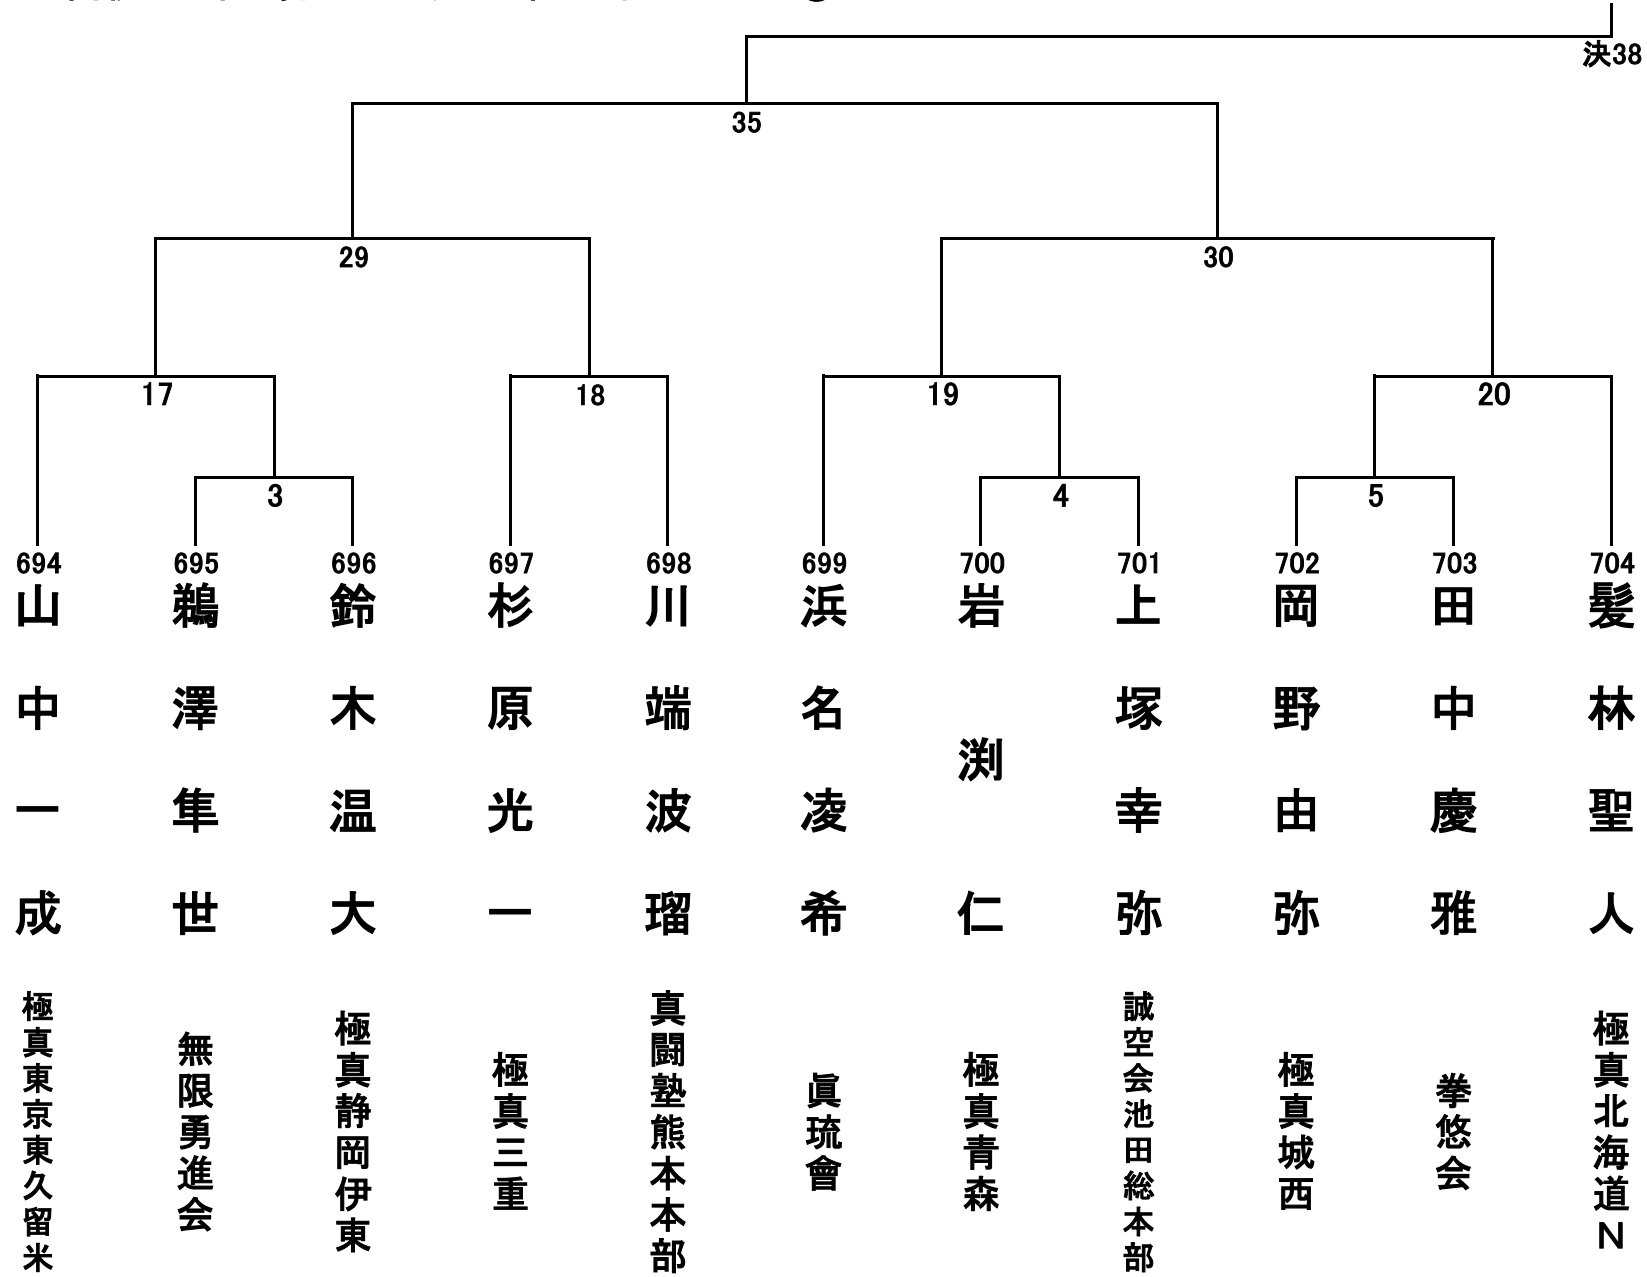 決38
35
29
30
17
18
19
20
3
4
5
694
695
696
697
698
699
700
701
702
703
704
山中一成
鵜澤隼世
鈴木温大
杉原光一
川端波瑠
浜名凌希
岩渕仁
上塚幸弥
岡野由弥
田中慶雅
髪林聖人
極真東京東久留米
無限勇進会
極真静岡伊東
極真三重
真闘塾熊本本部
眞琉會
極真青森
誠空会池田総本部
極真城西
拳悠会
極真北海道N